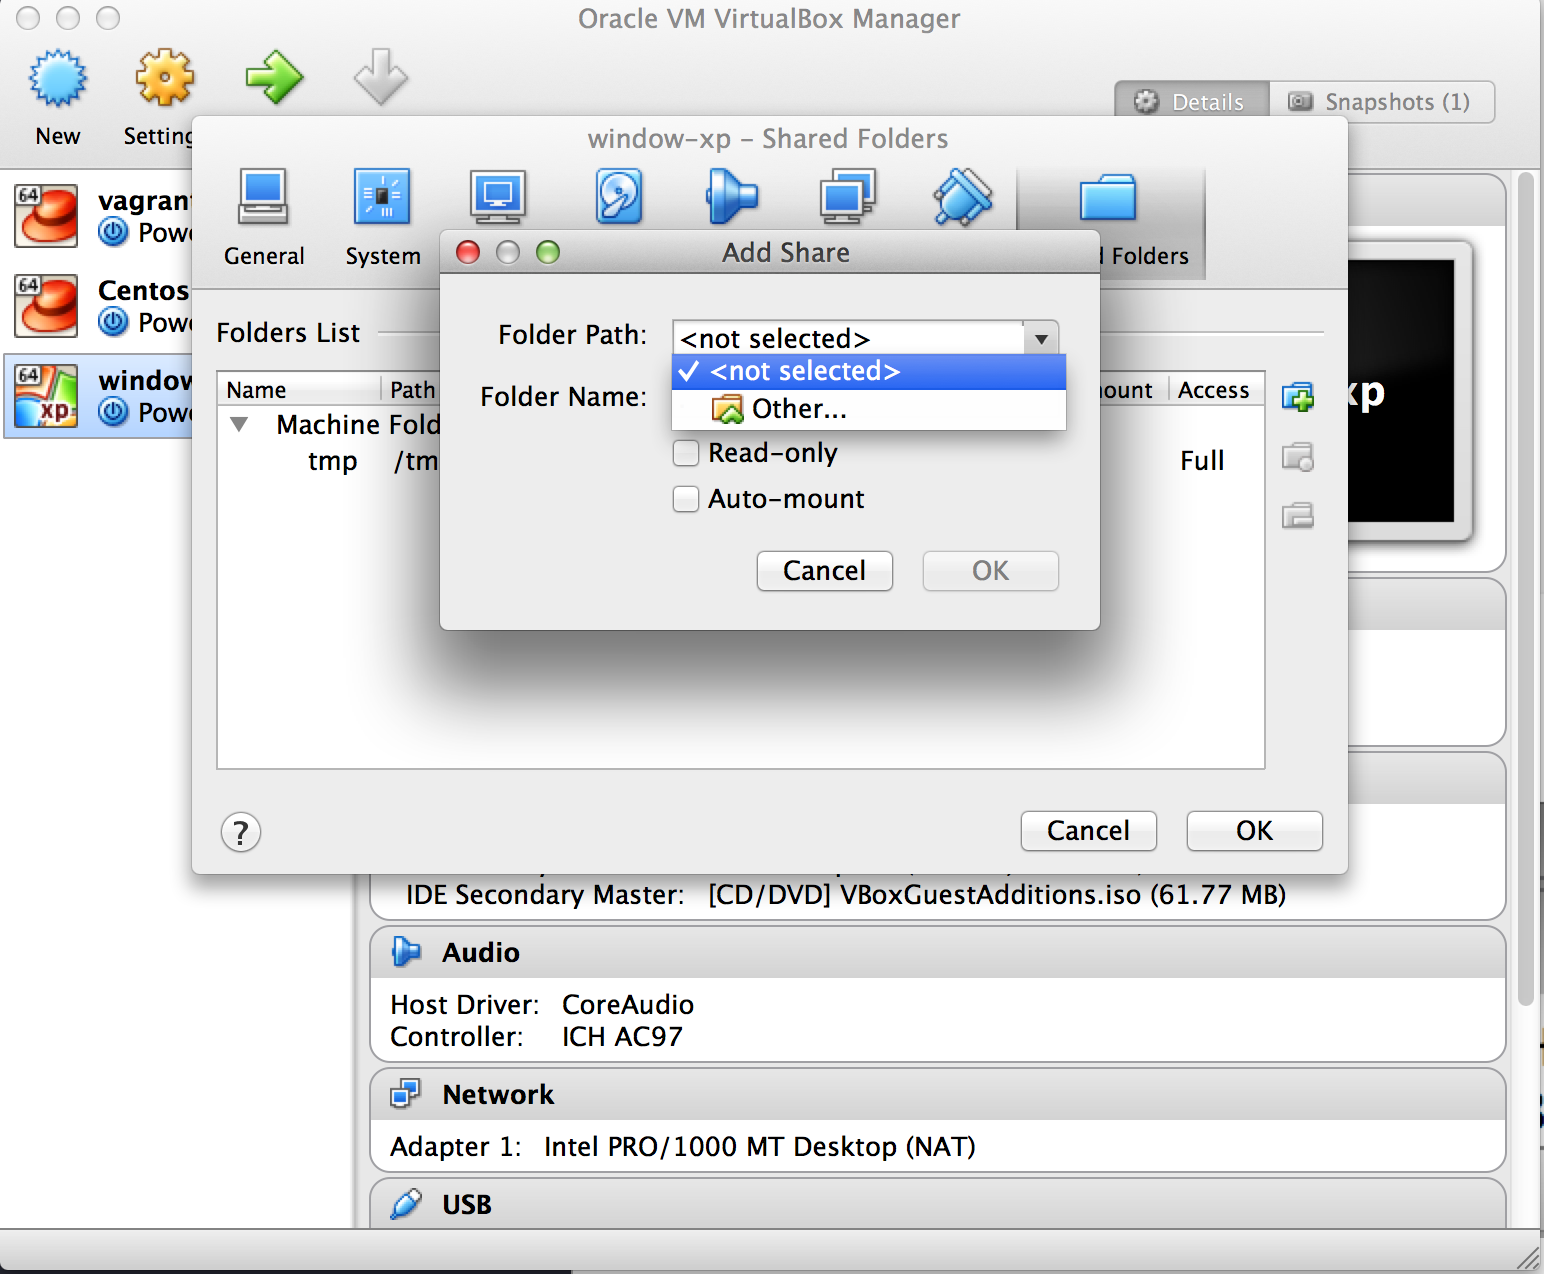 Oracle VM VirtualBox Manager
New
Setting
Details
Snapshots (1)
window-xp - Shared Folders
General
System
Folders
Add Share
64
vagran
Powe
64
Centos
Powe
64
xp
window
Powe
Folders List
Name
Path
ount
Access
Machine Fold
tmp
/tm
Full
Folder Path:
<not selected>
<not selected>
Other...
Folder Name:
Read-only
Auto-mount
Cancel
OK
xp
?
Cancel
OK
IDE Secondary Master: [CD/DVD] VBoxGuestAdditions.iso (61.77 MB)
Audio
Host Driver: CoreAudio
Controller: ICH AC97
Network
Adapter 1: Intel PRO/1000 MT Desktop (NAT)
USB